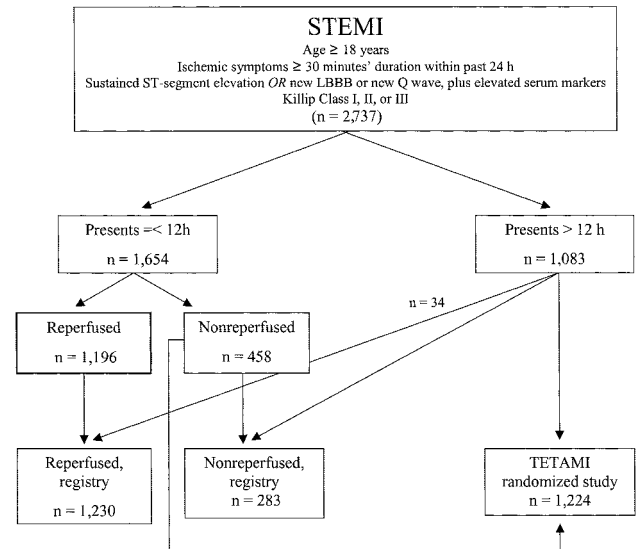 STEMI
Age ≥ 18 years
Ischemic symptoms ≥ 30 minutes' duration within past 24 h
Sustained ST-segment elevation OR new LBBB or new Q wave, plus elevated serum markers
Killip Class I, II, or III
(n = 2,737)
Presents =< 12h
n = 1,654
Presents > 12 h
n = 1,083
n = 34
Reperfused
n = 1,196
Nonreperfused
n = 458
Reperfused,
registry
n = 1,230
Nonreperfused,
registry
n = 283
TETAMI
randomized study
n = 1,224